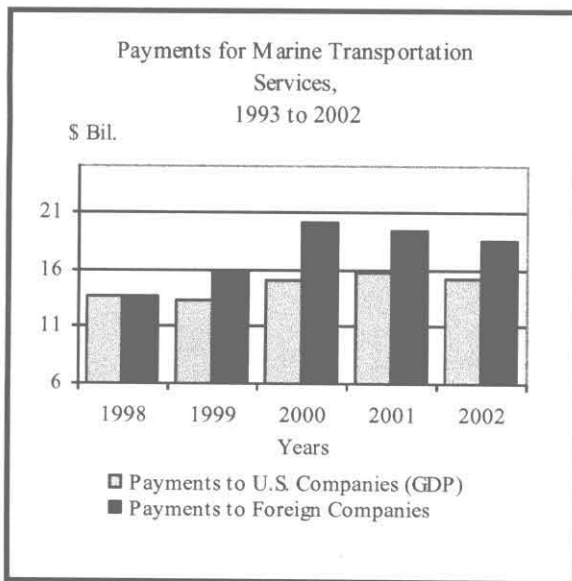 Payments for Marine Transportation
Services,
1993 to 2002
$ Bil.
21
16
11
6
1998 1999 2000 2001 2002
Years
Payments to U.S. Companies (GDP)
Payments to Foreign Companies